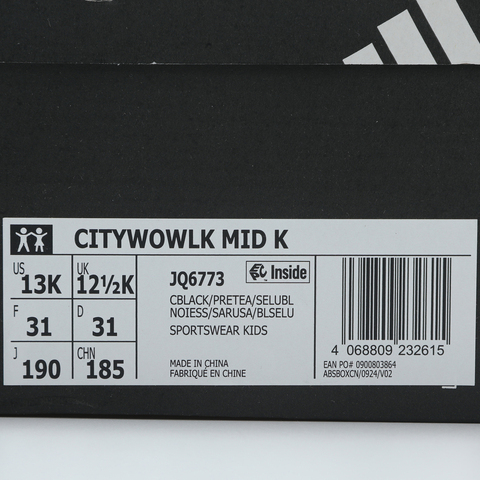 CITYWOWLK MID K
US 13K UK 12½K
F 31 D 31
J 190 CHN 185
JQ6773 Inside
CBLACK/PRETEA/SELUBL
NOIESS/SARUSA/BLSELU
SPORTSWEAR KIDS
MADE IN CHINA
FABRIQUÉ EN CHINE
4 068809 232615
EAN PO# 0900803864
ABSBOXCN/0924/V02